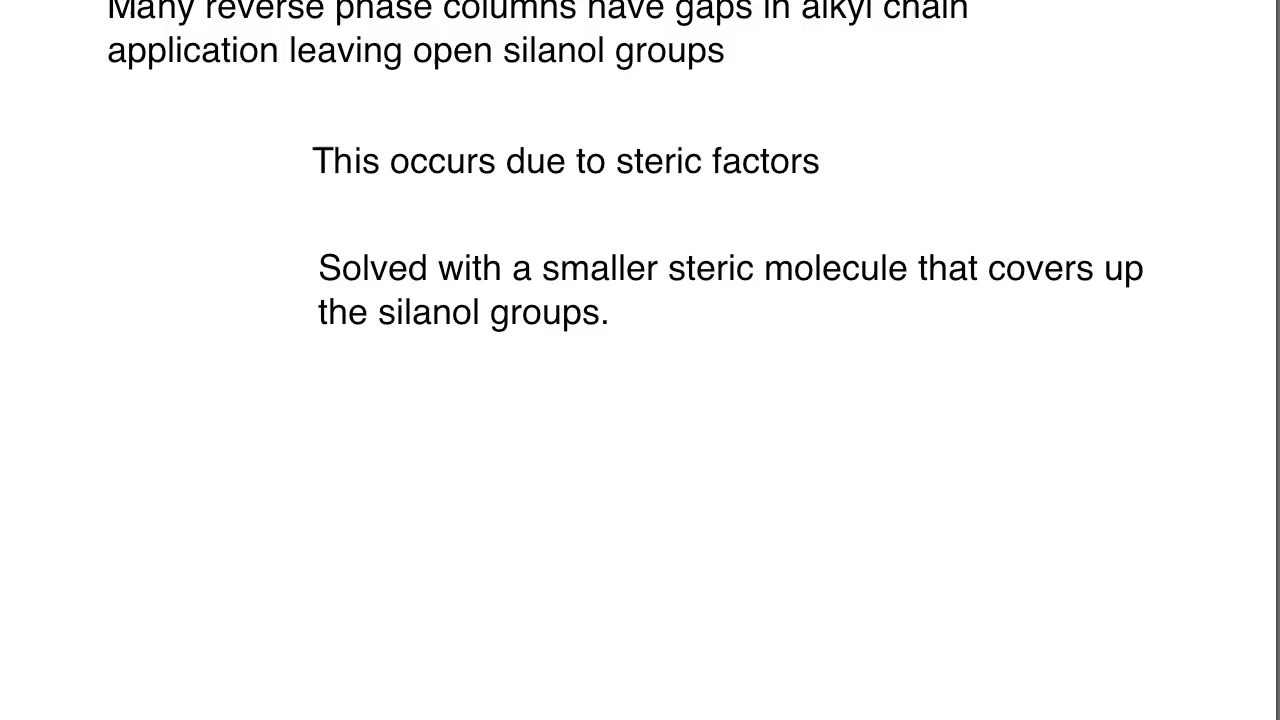 Many reverse phase columns have gaps in alkyl chain
application leaving open silanol groups
This occurs due to steric factors
Solved with a smaller steric molecule that covers up
the silanol groups.